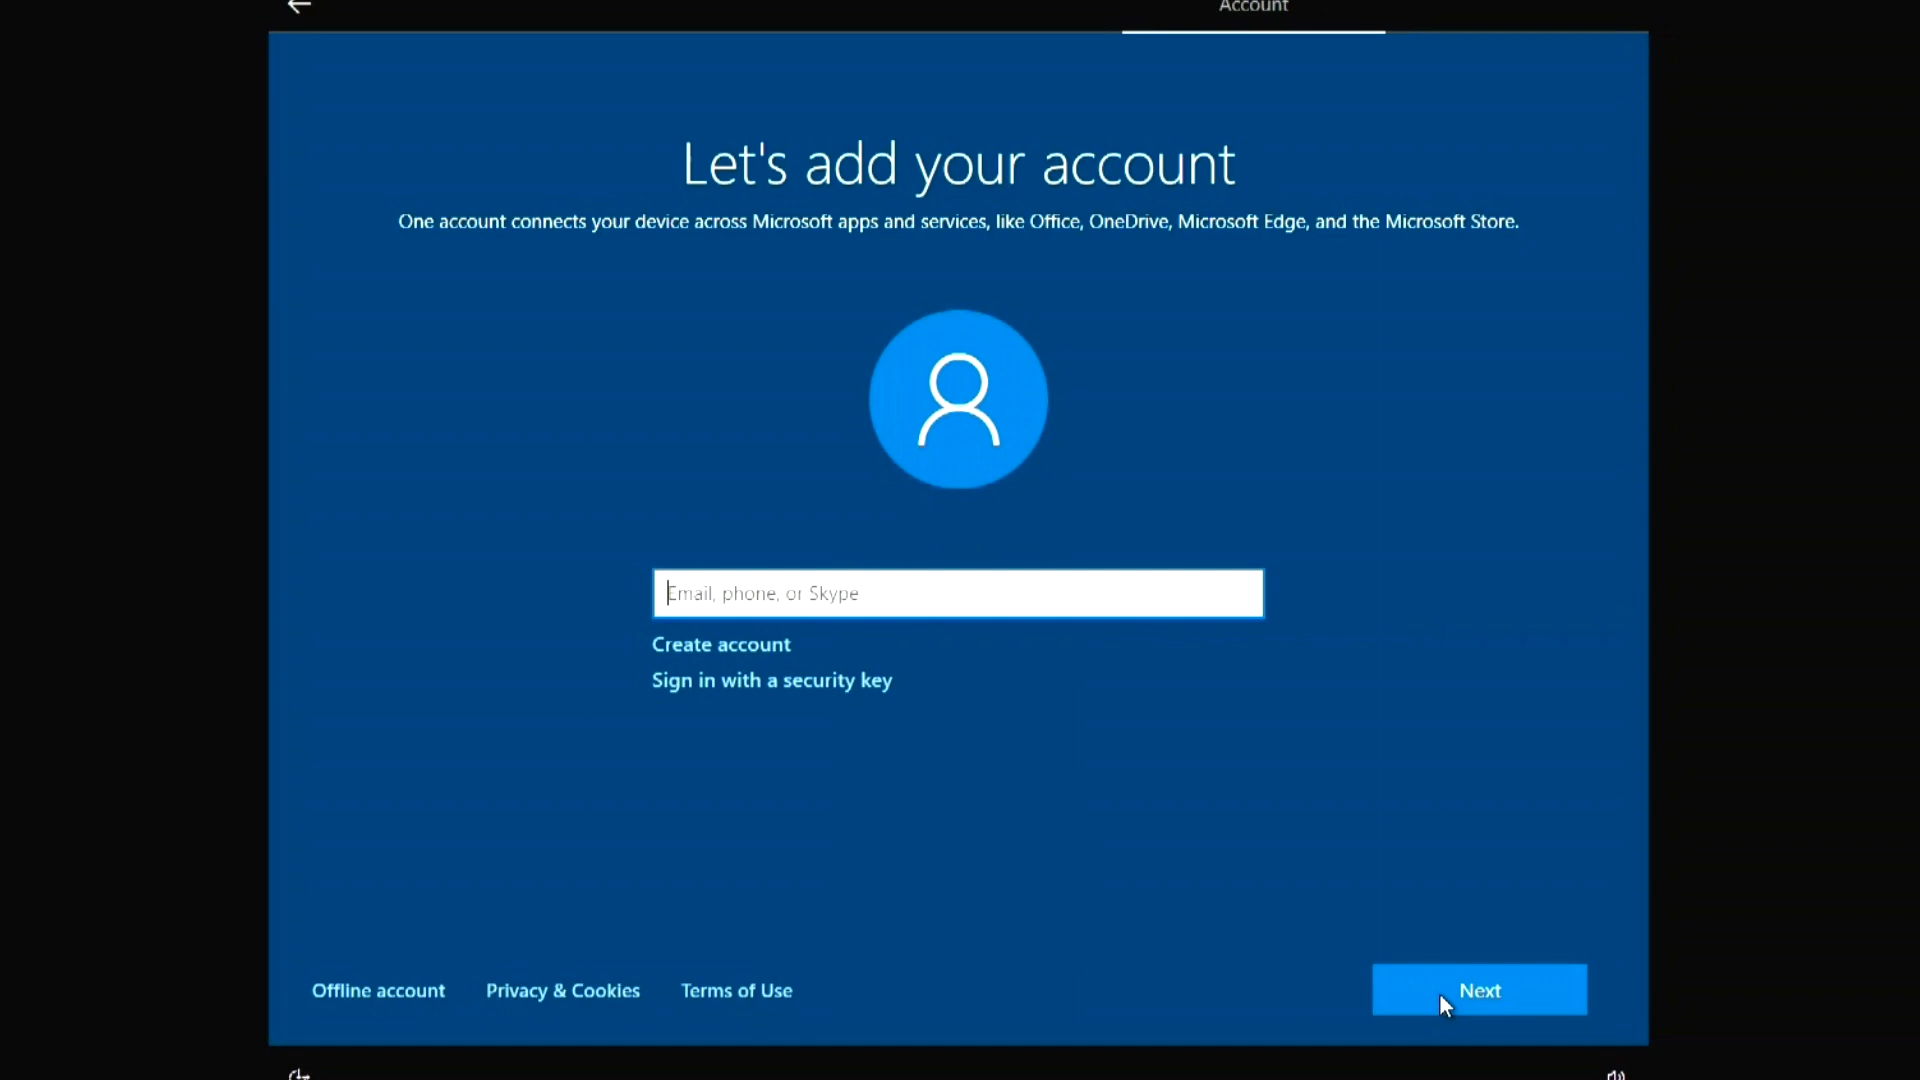 Account
Let's add your account
One account connects your device across Microsoft apps and services, like Office, OneDrive, Microsoft Edge, and the Microsoft Store.
Email, phone, or Skype
Create account
Sign in with a security key
Offline account Privacy & Cookies Terms of Use Next